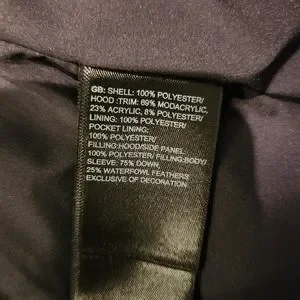 GB: SHELL: 100% POLYESTER/
HOOD :TRIM: 69% MODACRYLIC,
23% ACRYLIC, 8% POLYESTER/
LINING: 100% POLYESTER/
POCKET LINING:
100% POLYESTER/
FILLING:HOOD/SIDE PANEL
100% POLYESTER/ FILLING:BODY/
SLEEVE: 75% DOWN,
25% WATERFOWL FEATHERS
EXCLUSIVE OF DECORATION